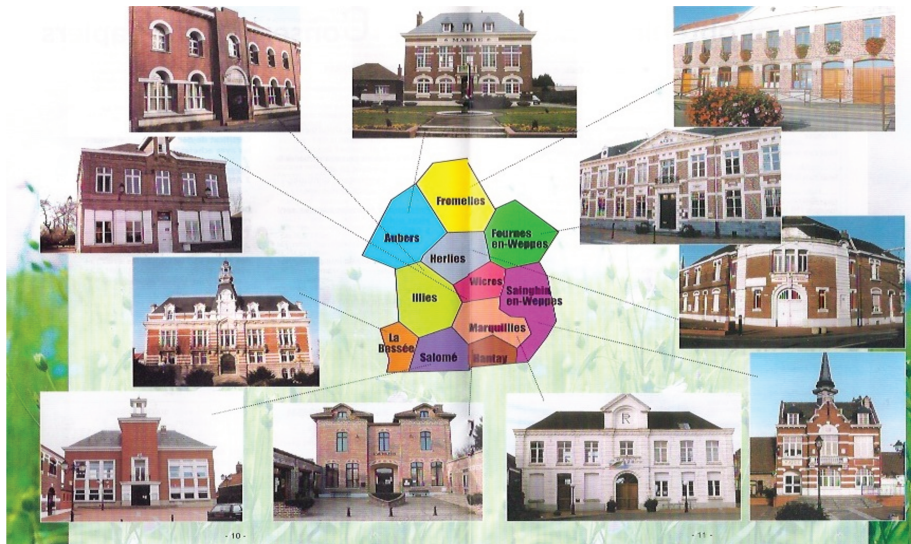 MAIRIE
Fromelles
Aubers
Fournes
en-Weppes
Herlies
Wicres
Sainghin
en-Weppes
Illies
Marquillies
La
Bassée
Salomé
Hantay
RF
- 10 -
- 11 -